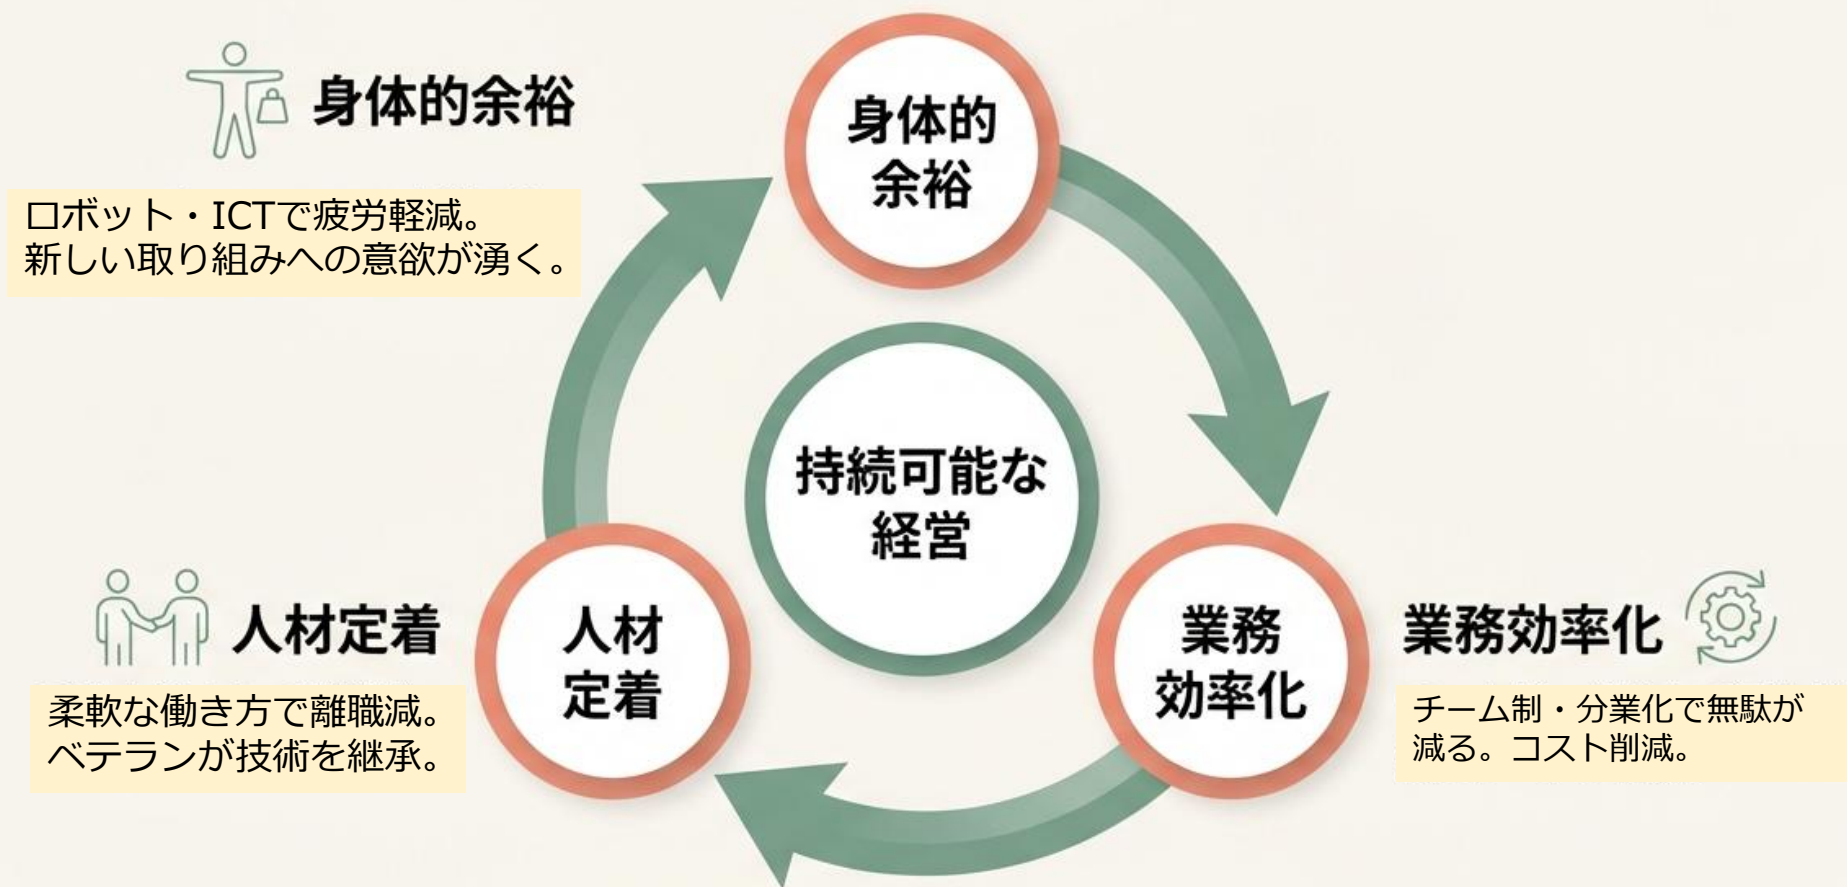 身体的余裕
ロボット・ICTで疲労軽減。
新しい取り組みへの意欲が湧く。
身体的
余裕
持続可能な
経営
人材定着
柔軟な働き方で離職減。
ベテランが技術を継承。
人材
定着
業務
効率化
業務効率化
チーム制・分業化で無駄が
減る。コスト削減。